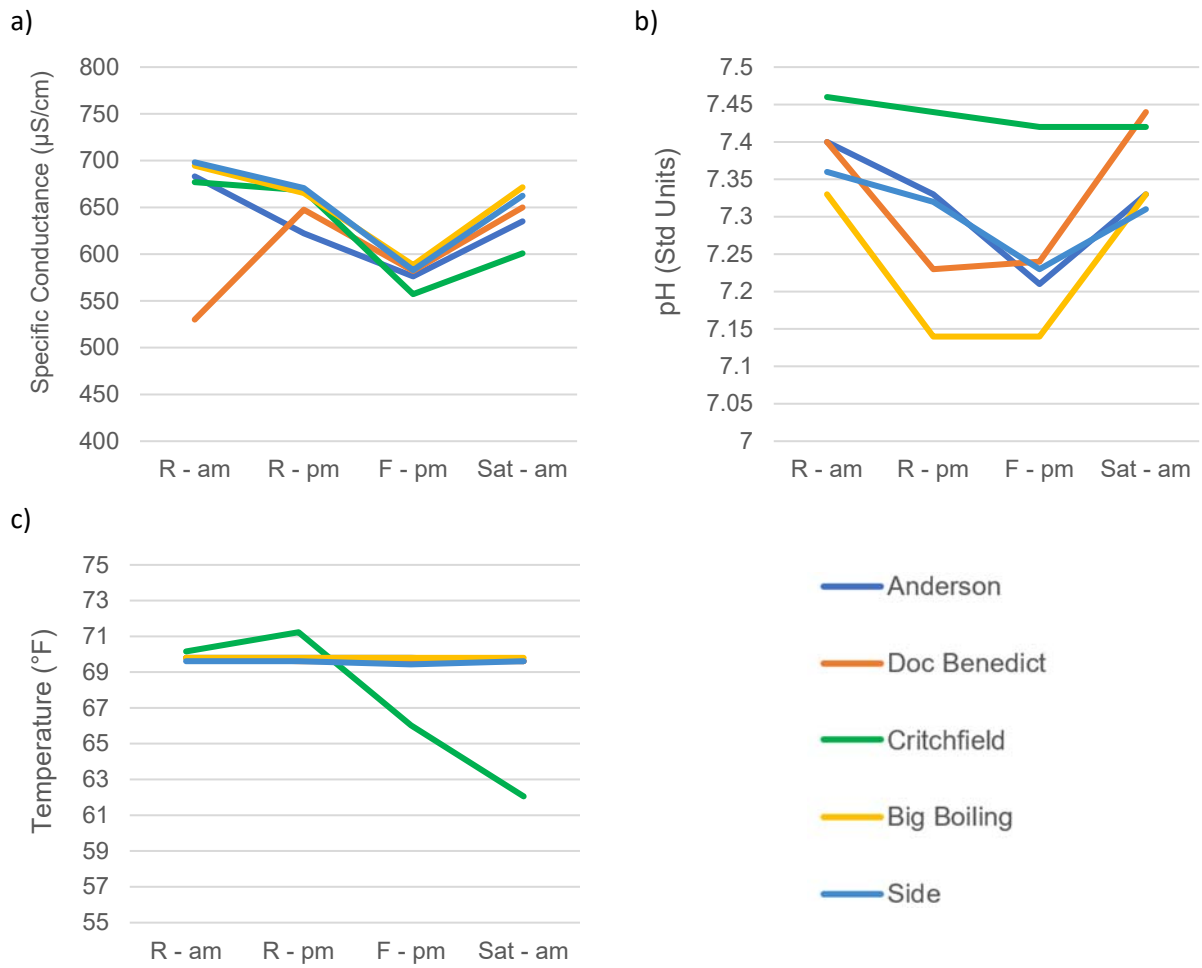 a)
Specific Conductance (µS/cm)
800
750
700
650
600
550
500
450
400
R - am R - pm F - pm Sat - am
b)
pH (Std Units)
7.5
7.45
7.4
7.35
7.3
7.25
7.2
7.15
7.1
7.05
7
R - am R - pm F - pm Sat - am
c)
Temperature (°F)
75
73
71
69
67
65
63
61
59
57
55
R - am R - pm F - pm Sat - am
Anderson
Doc Benedict
Critchfield
Big Boiling
Side